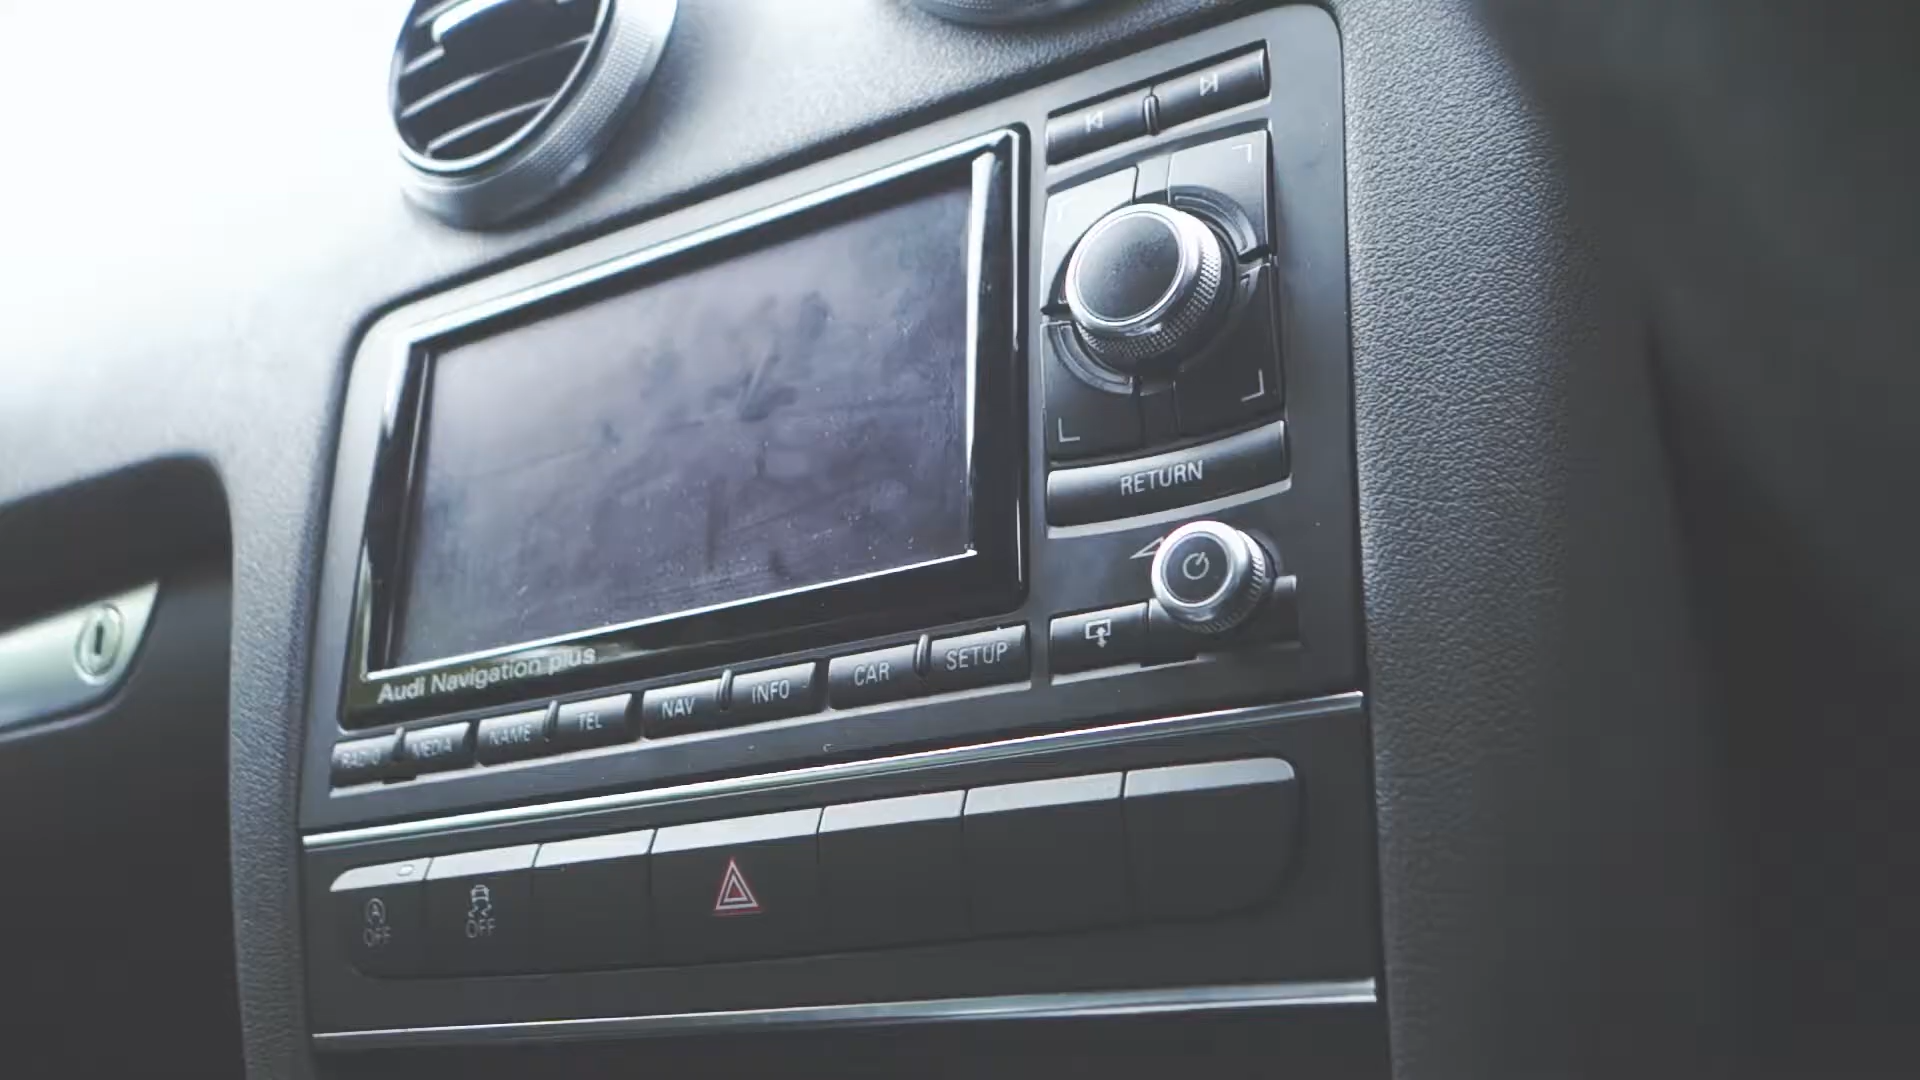 RETURN
Audi Navigation plus
RADIO MEDIA NAME TEL NAV INFO CAR SETUP
A
OFF
OFF